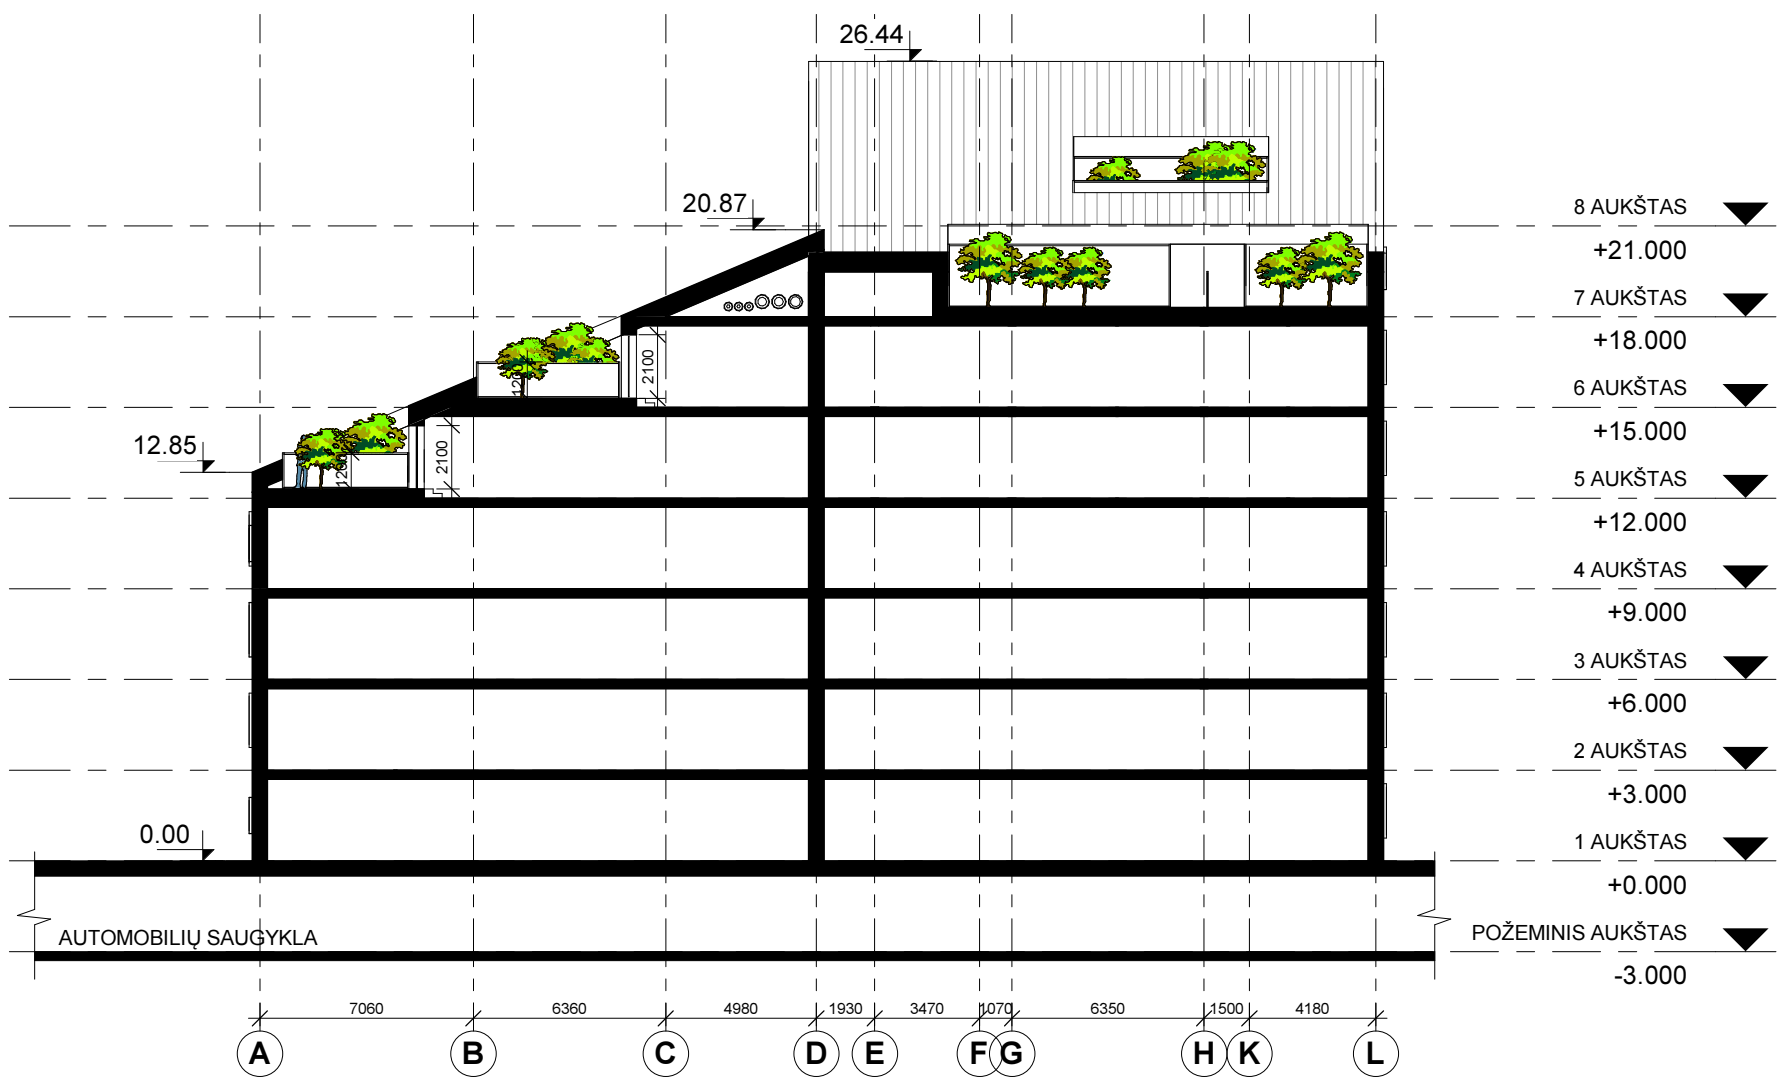 26.44
20.87
8 AUKŠTAS
+21.000
7 AUKŠTAS
+18.000
2100
1200
6 AUKŠTAS
+15.000
12.85
2100
1200
5 AUKŠTAS
+12.000
4 AUKŠTAS
+9.000
3 AUKŠTAS
+6.000
2 AUKŠTAS
+3.000
0.00
1 AUKŠTAS
+0.000
AUTOMOBILIŲ SAUGYKLA
POŽEMINIS AUKŠTAS
-3.000
7060 6360 4980 1930 3470 1070 6350 1500 4180
A B C D E F G H K L